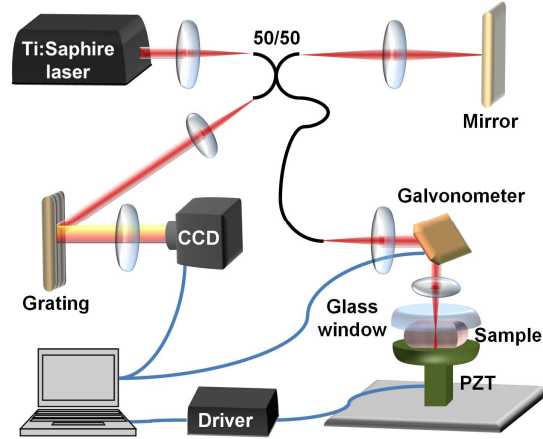 50/50
Ti:Saphire
laser
Mirror
Galvonometer
CCD
Grating
Glass
window
Sample
PZT
Driver